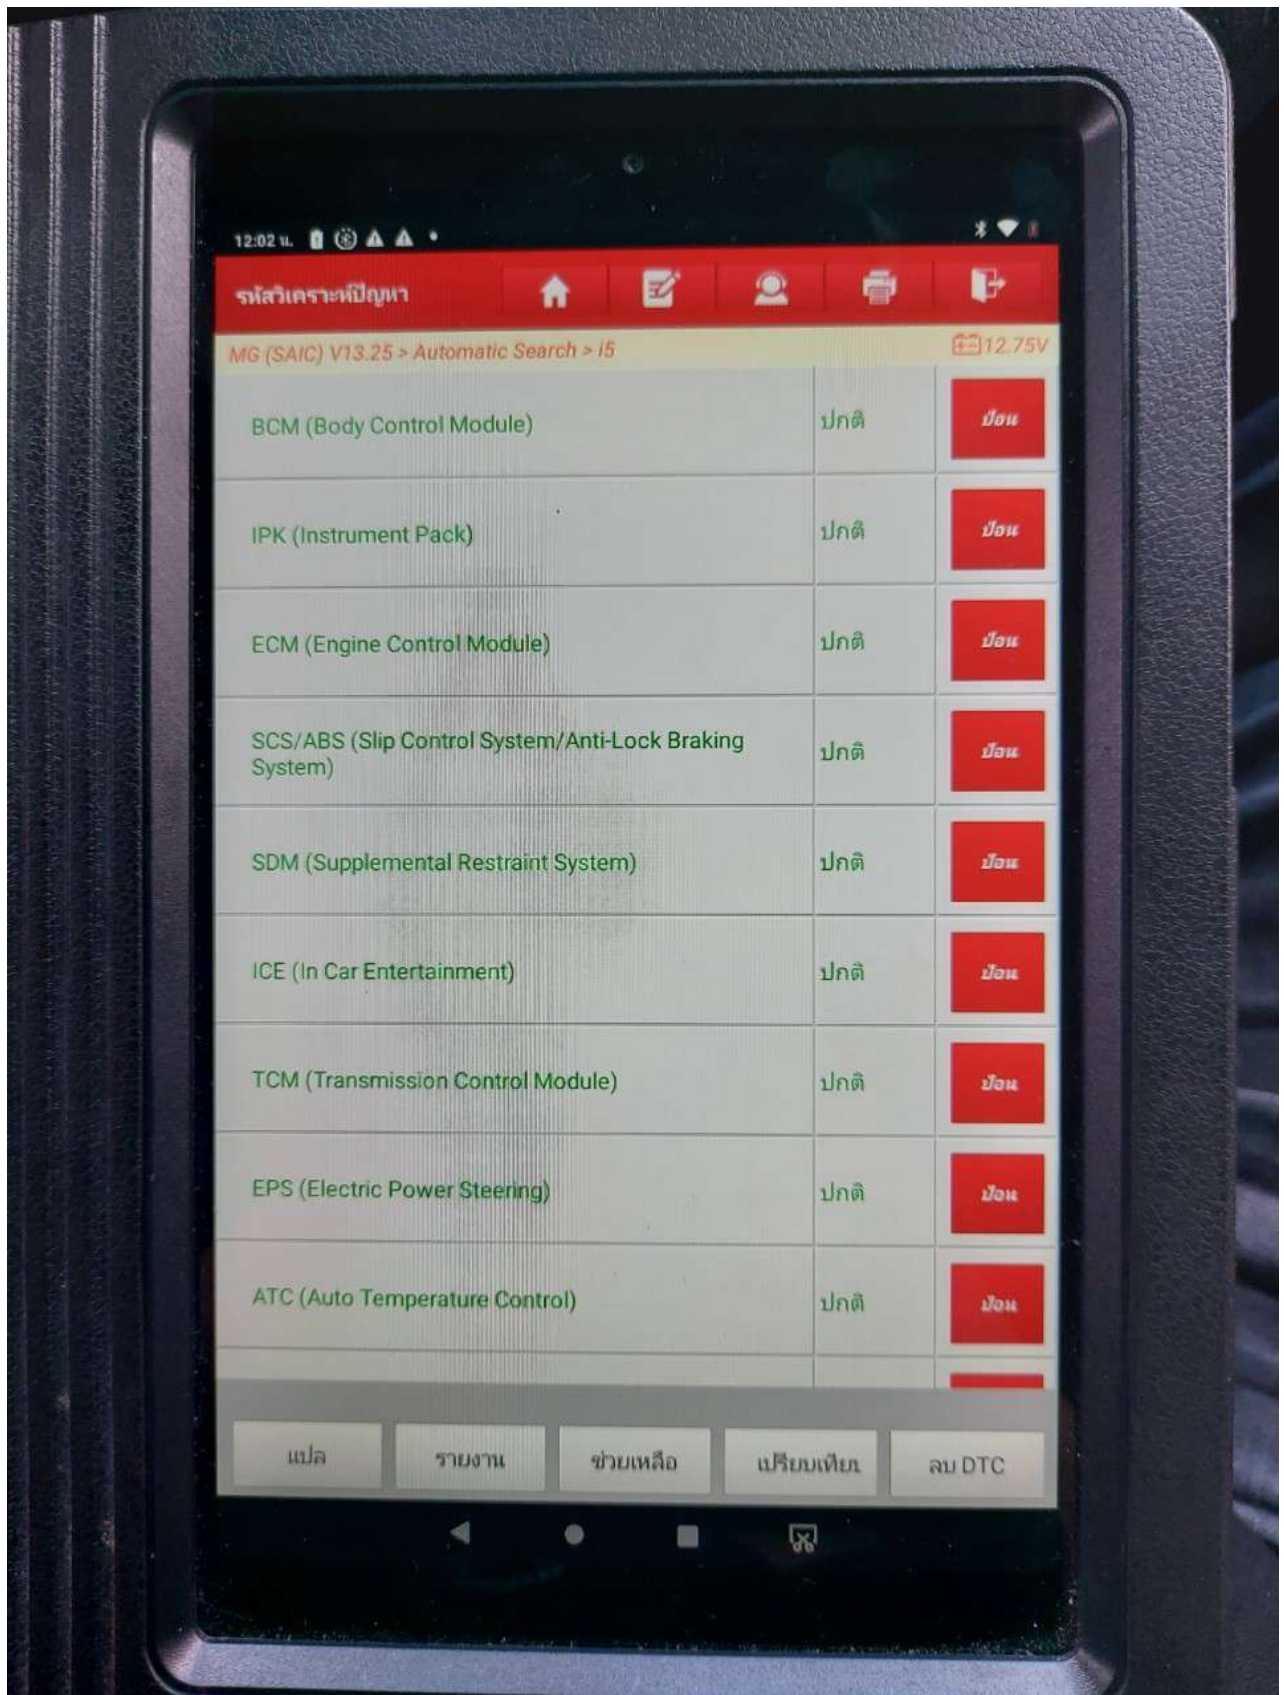 12:02 น.
รหัสวิเคราะห์ปัญหา
MG (SAIC) V13.25 > Automatic Search > i5
12.75V
BCM (Body Control Module) ปกติ ป้อน
IPK (Instrument Pack) ปกติ ป้อน
ECM (Engine Control Module) ปกติ ป้อน
SCS/ABS (Slip Control System/Anti-Lock Braking
System) ปกติ ป้อน
SDM (Supplemental Restraint System) ปกติ ป้อน
ICE (In Car Entertainment) ปกติ ป้อน
TCM (Transmission Control Module) ปกติ ป้อน
EPS (Electric Power Steering) ปกติ ป้อน
ATC (Auto Temperature Control) ปกติ ป้อน
แปล รายงาน ช่วยเหลือ เปรียบเทีย ลบ DTC